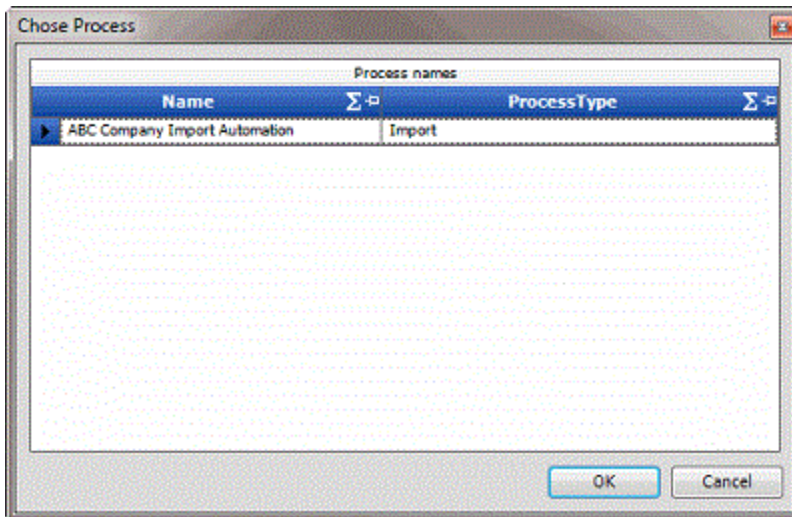 Chose Process
Process names
Name Σ ProcessType Σ
ABC Company Import Automation Import
OK Cancel